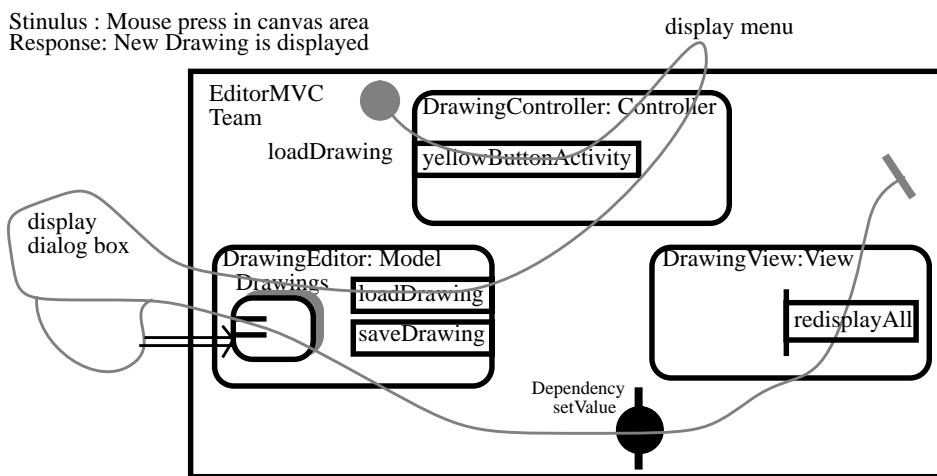 Stinulus : Mouse press in canvas area
Response: New Drawing is displayed
display menu
EditorMVC
Team
DrawingController: Controller
loadDrawing
yellowButtonActivity
display
dialog box
DrawingEditor: Model
Drawings
loadDrawing
saveDrawing
DrawingView:View
redisplayAll
Dependency
setValue